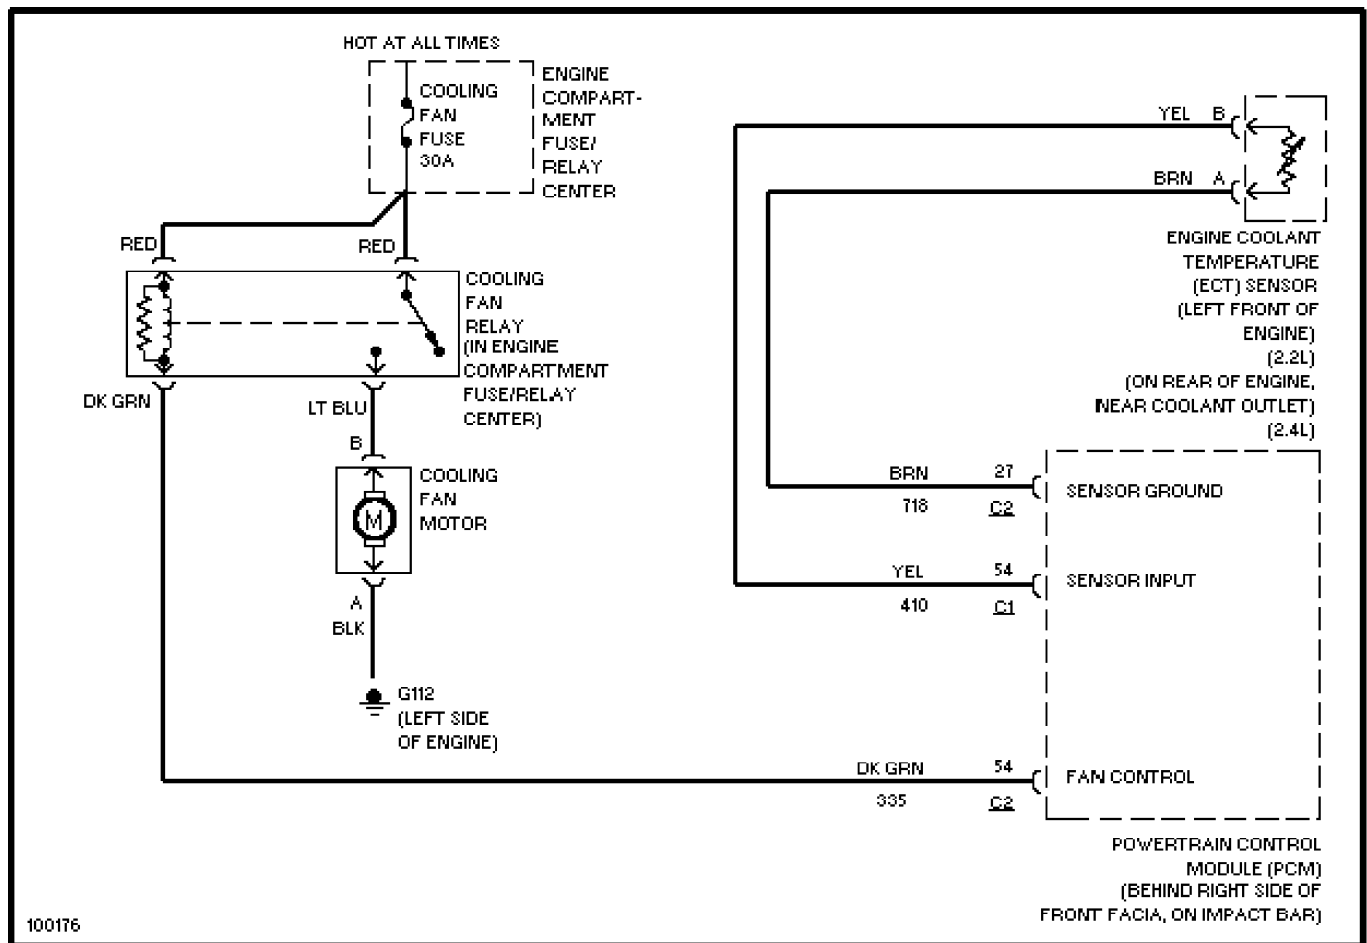 HOT AT ALL TIMES
COOLING
FAN
FUSE
30A
ENGINE
COMPART-
MENT
FUSE/
RELAY
CENTER
RED
RED
COOLING
FAN
RELAY
(IN ENGINE
COMPARTMENT
FUSE/RELAY
CENTER)
DK GRN
LT BLU
B
COOLING
FAN
MOTOR
M
A
BLK
G112
(LEFT SIDE
OF ENGINE)
YEL B
BRN A
ENGINE COOLANT
TEMPERATURE
(ECT) SENSOR
(LEFT FRONT OF
ENGINE)
(2.2L)
(ON REAR OF ENGINE,
NEAR COOLANT OUTLET)
(2.4L)
BRN 27
718 C2
SENSOR GROUND
YEL 54
410 C1
SENSOR INPUT
DK GRN 54
335 C2
FAN CONTROL
POWERTRAIN CONTROL
MODULE (PCM)
(BEHIND RIGHT SIDE OF
FRONT FACIA, ON IMPACT BAR)
100176